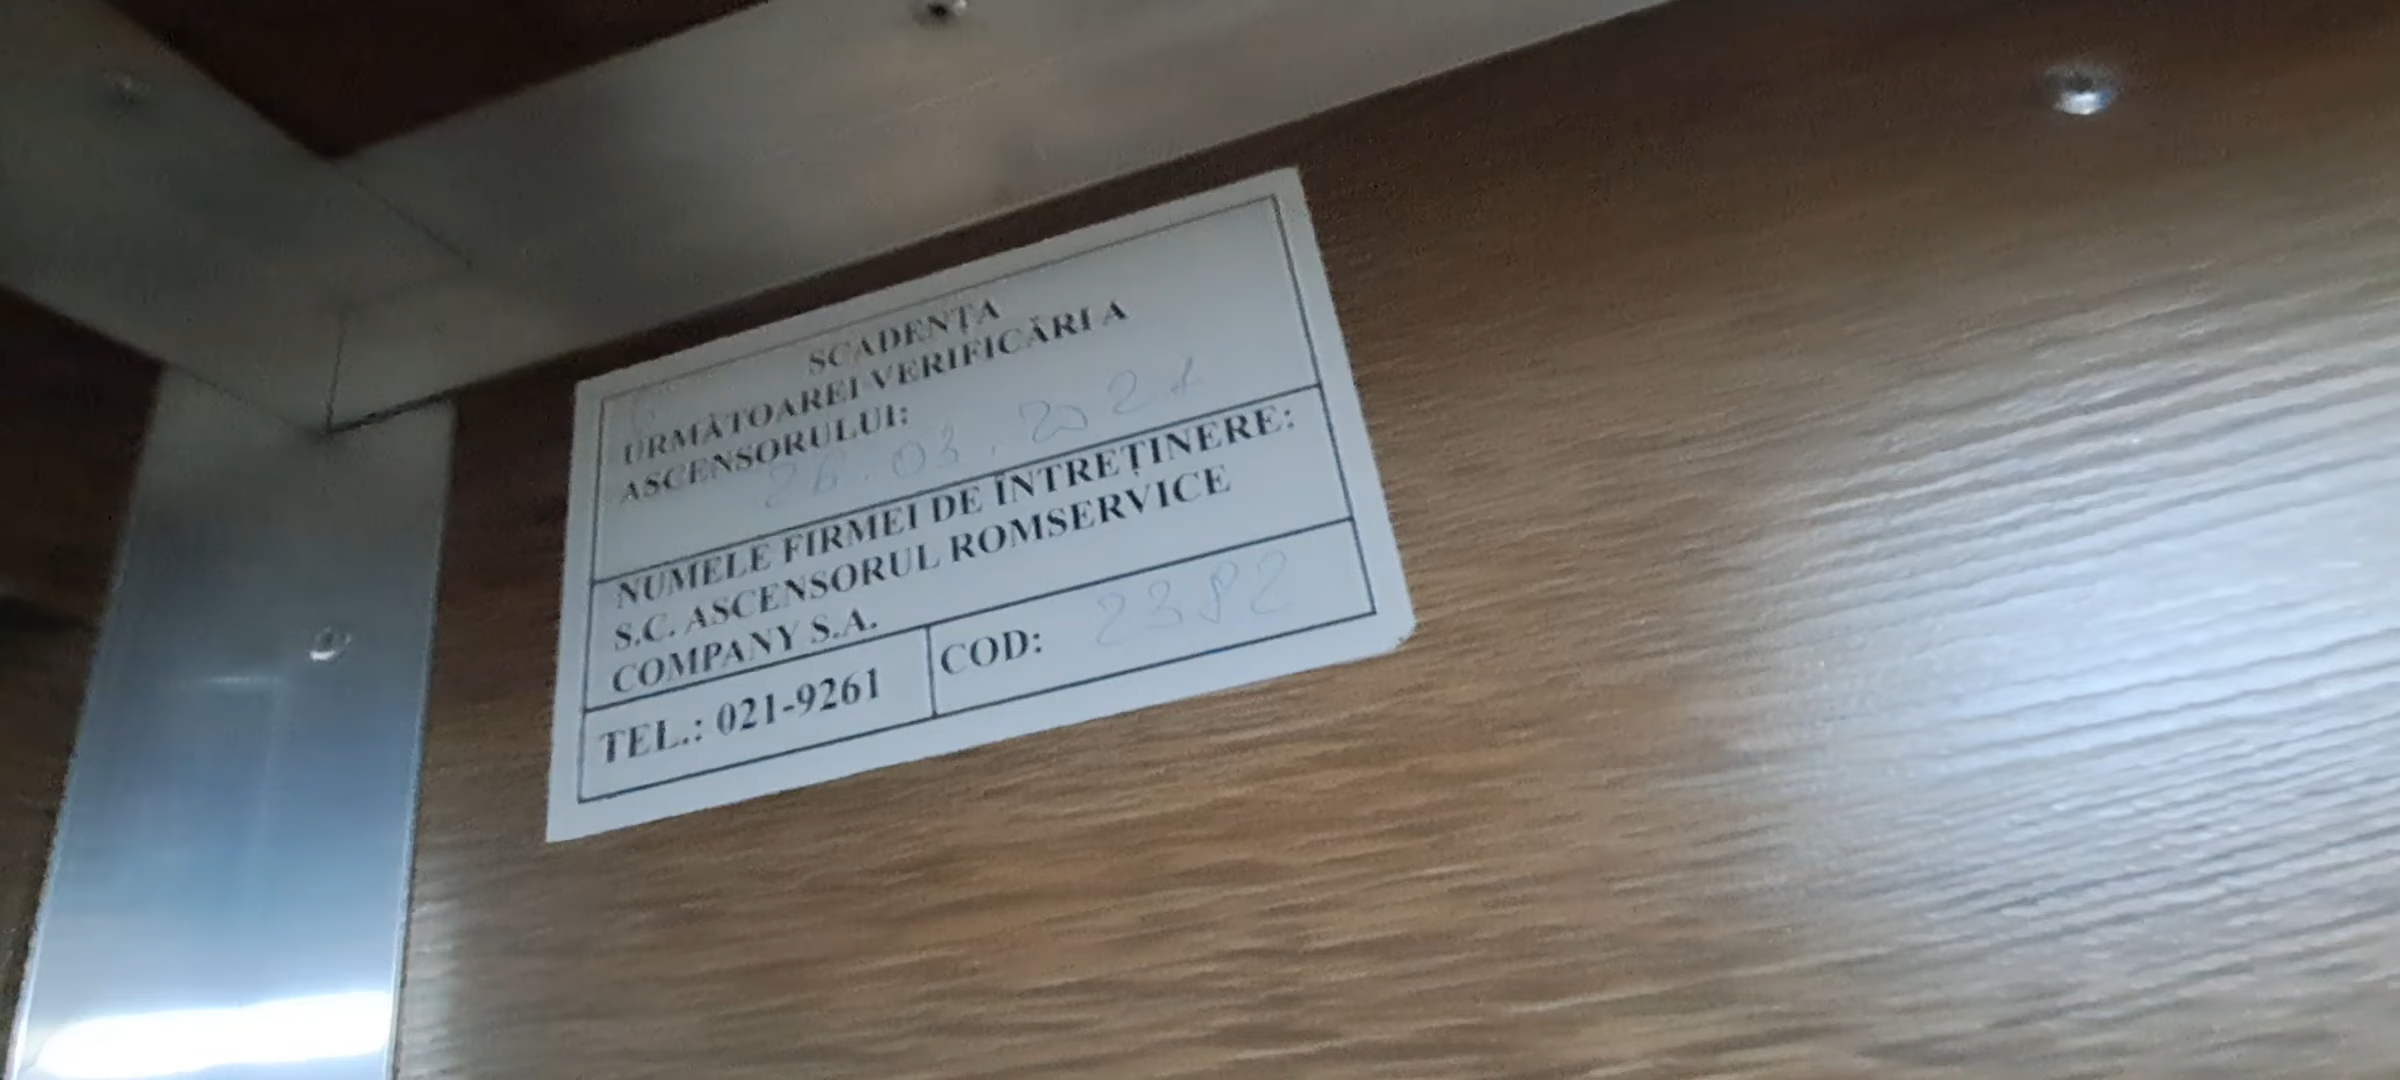 SCADENȚA
URMĂTOAREI VERIFICĂRI A
ASCENSORULUI:
26.03.2021
NUMELE FIRMEI DE ÎNTREȚINERE:
S.C. ASCENSORUL ROMSERVICE
COMPANY S.A.
TEL.: 021-9261
COD: 2382